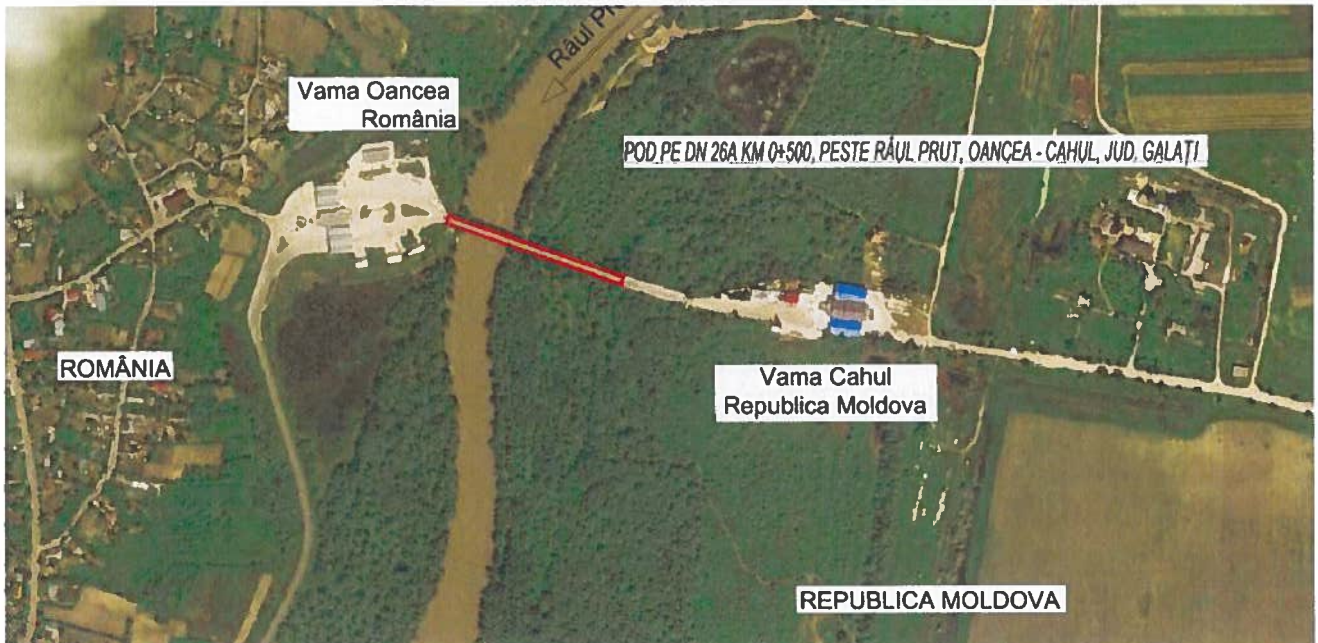 Râul
Vama Oancea
România
POD PE DN 26A KM 0+500, PESTE RÂUL PRUT, OANCEA - CAHUL, JUD. GALAȚI
ROMÂNIA
Vama Cahul
Republica Moldova
REPUBLICA MOLDOVA